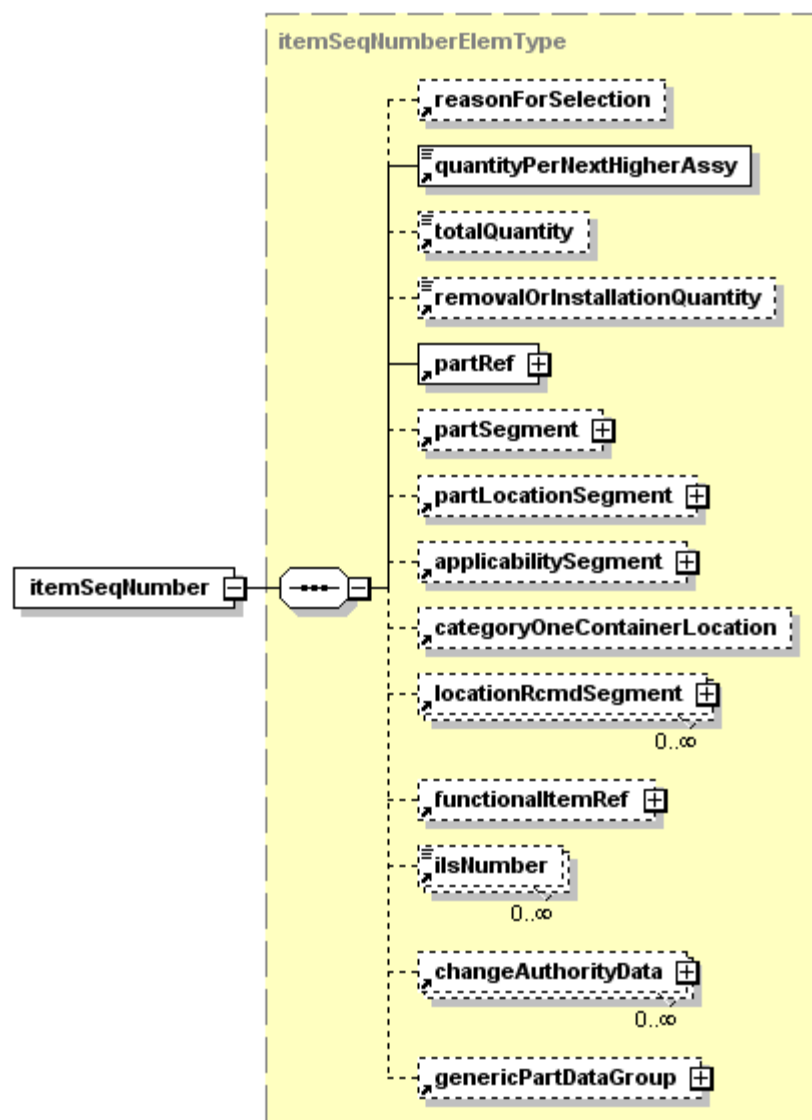 itemSeqNumberElemType
reasonForSelection
quantityPerNextHigherAssy
totalQuantity
removalOrInstallationQuantity
partRef
partSegment
partLocationSegment
applicabilitySegment
itemSeqNumber
categoryOneContainerLocation
locationRcmdSegment
0..∞
functionalItemRef
ilsNumber
0..∞
changeAuthorityData
0..∞
genericPartDataGroup